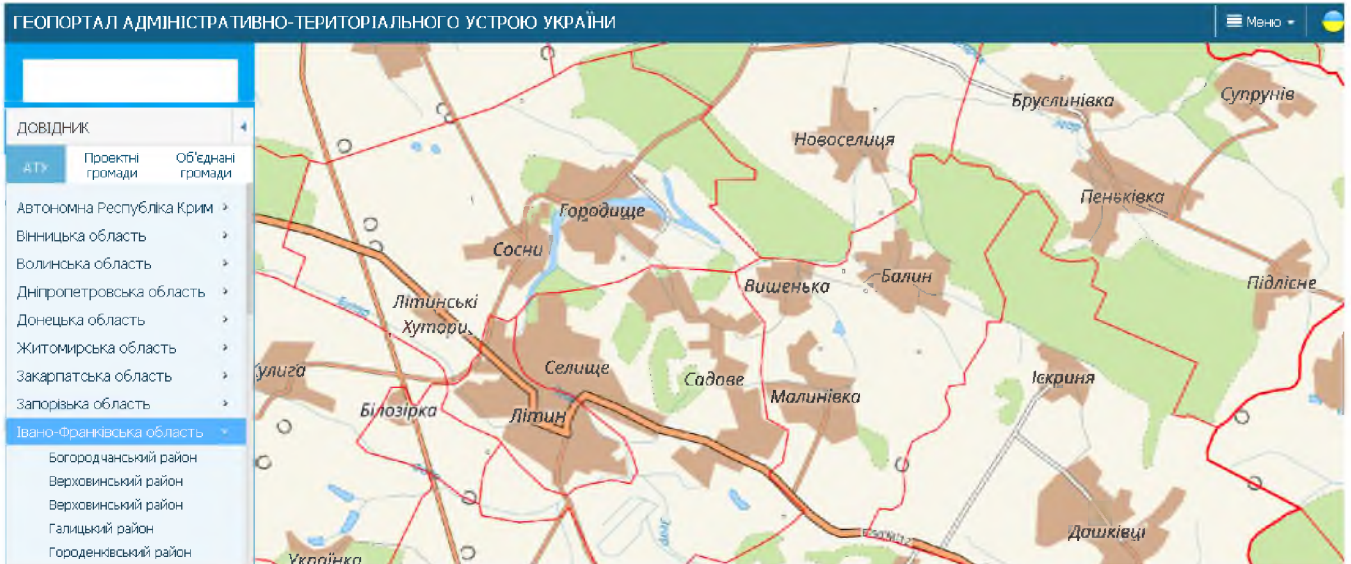 ГЕОПОРТАЛ АДМІНІСТРАТИВНО-ТЕРИТОРІАЛЬНОГО УСТРОЮ УКРАЇНИ
Меню
ДОВІДНИК
АТУ
Проектні
громади
Об'єднані
громади
Автономна Республіка Крим
Вінницька область
Волинська область
Дніпропетровська область
Донецька область
Житомирська область
Закарпатська область
Запорізька область
Івано-Франківська область
Богородчанський район
Верховинський район
Верховинський район
Галицький район
Городенківський район
Бруслинівка
Супрунів
Новоселиця
Згар
Пеньківка
Городище
Сосни
Вишенька
Балин
Підлісне
Літинські
Хутори
Селище
Садове
Іскриня
Малинівка
Білозірка
Літин
Згар
Дашківці
Українка